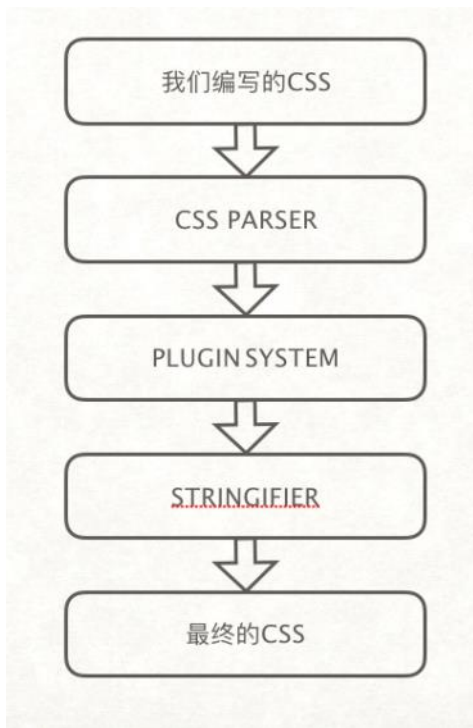 我们编写的CSS
CSS PARSER
PLUGIN SYSTEM
STRINGIFIER
最终的CSS